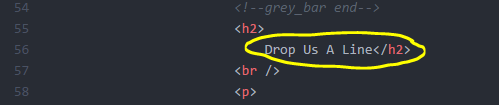 54 <!--grey_bar end-->
55 <h2>
56 Drop Us A Line</h2>
57 <br />
58 <p>